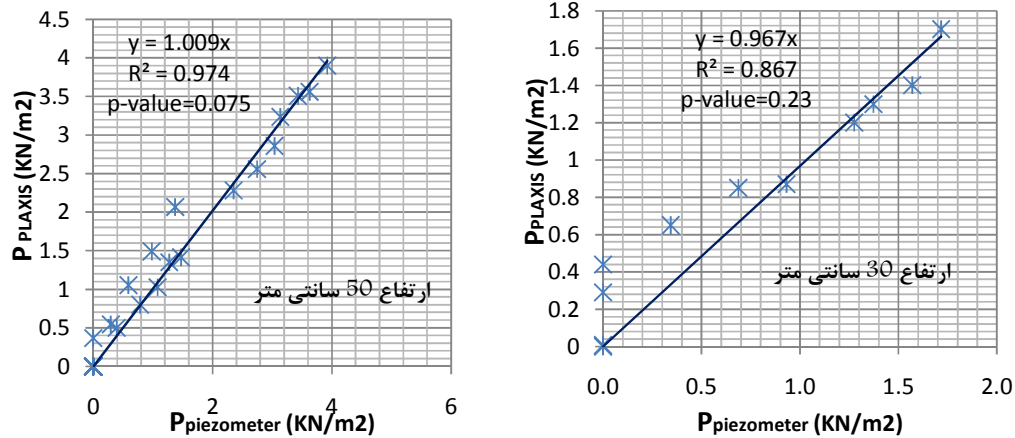 y = 1.009x
R² = 0.974
p-value=0.075
P PLAXIS (KN/m2)
4.5
4
3.5
3
2.5
2
1.5
1
0.5
0
ارتفاع 50 سانتی متر
0 2 4 6
Ppiezometer (KN/m2)
y = 0.967x
R² = 0.867
p-value=0.23
PPLAXIS (KN/m2)
1.8
1.6
1.4
1.2
1
0.8
0.6
0.4
0.2
0
ارتفاع 30 سانتی متر
0.0 0.5 1.0 1.5 2.0
Ppiezometer (KN/m2)